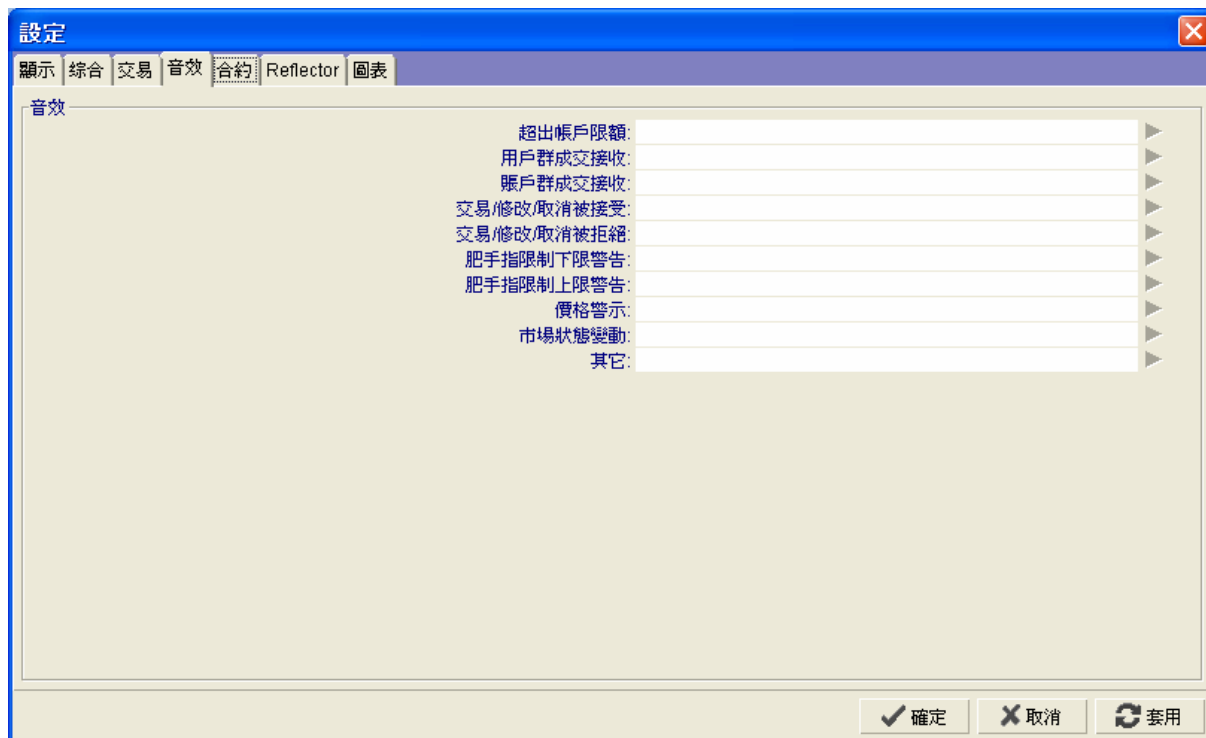 設定
顯示 綜合 交易 音效 合約 Reflector 圖表
音效
超出帳戶限額:
用戶群成交接收:
賬戶群成交接收:
交易/修改/取消被接受:
交易/修改/取消被拒絕:
肥手指限制下限警告:
肥手指限制上限警告:
價格警示:
市場狀態變動:
其它:
確定 取消 套用